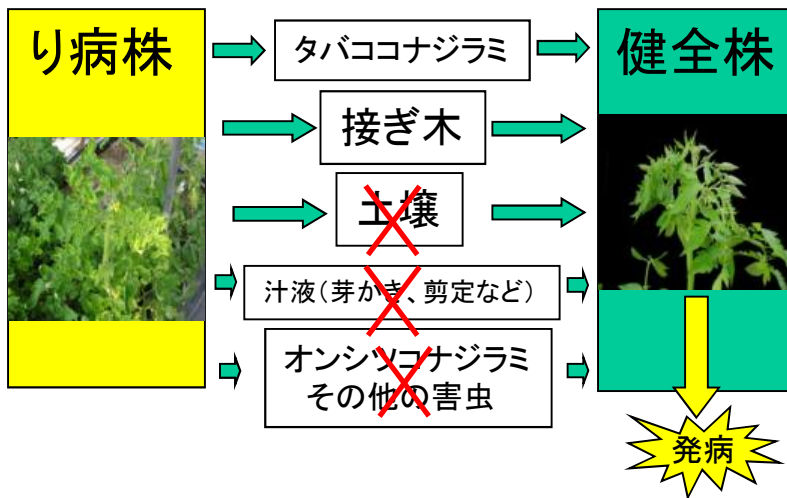 り病株
タバココナジラミ
健全株
接ぎ木
土壌
汁液(芽かき、剪定など)
オンシツコナジラミ
その他の害虫
発病